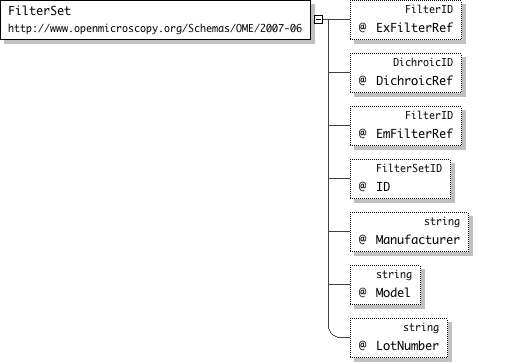 FilterSet
http://www.openmicroscopy.org/Schemas/OME/2007-06
FilterID
@ ExFilterRef
DichroicID
@ DichroicRef
FilterID
@ EmFilterRef
FilterSetID
@ ID
string
@ Manufacturer
string
@ Model
string
@ LotNumber